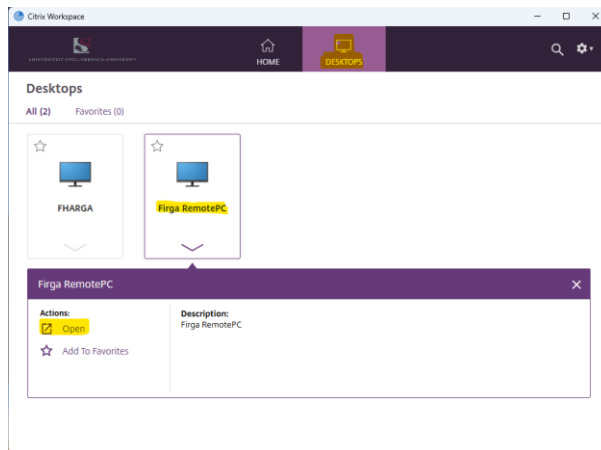 Citrix Workspace
HOME
DESKTOPS
Desktops
All (2) Favorites (0)
FHARGA
Firga RemotePC
Firga RemotePC
Actions:
Open
Add To Favorites
Description:
Firga RemotePC